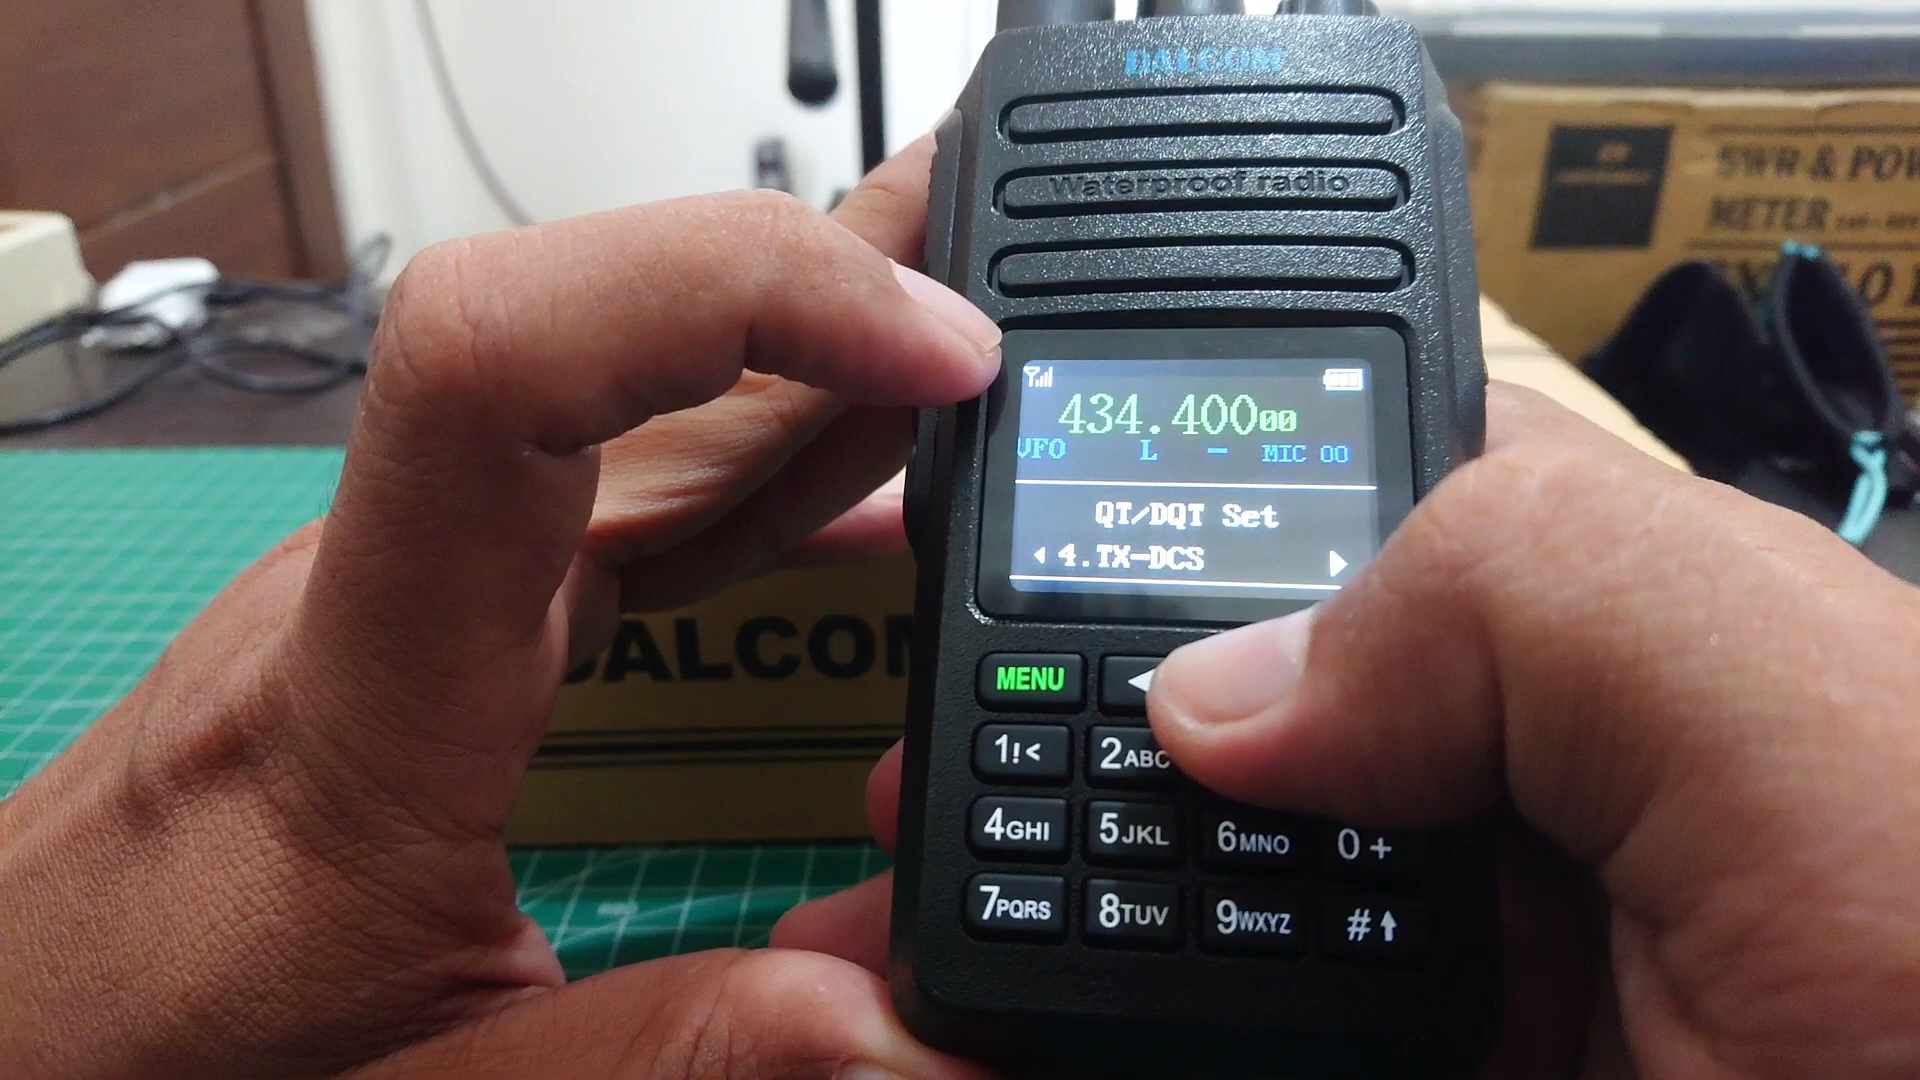 DALCOM
Waterproof radio
434.40000
VFO L - MIC 00
QT/DQT Set
4.TX-DCS
MENU
1!< 2ABC
4GHI 5JKL 6MNO 0+
7PQRS 8TUV 9WXYZ #
DALCOM
SWR & POW
METER